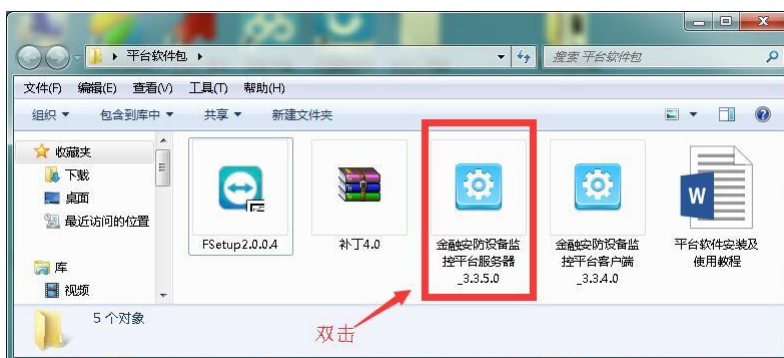 平台软件包
搜索 平台软件包
文件(F) 编辑(E) 查看(V) 工具(T) 帮助(H)
组织 包含到库中 共享 新建文件夹
收藏夹
下载
桌面
最近访问的位置
库
视频
FSetup2.0.0.4
补丁4.0
金融安防设备监
控平台服务器
_3.3.5.0
金融安防设备监
控平台客户端
_3.3.4.0
平台软件安装及
使用教程
5 个对象
双击